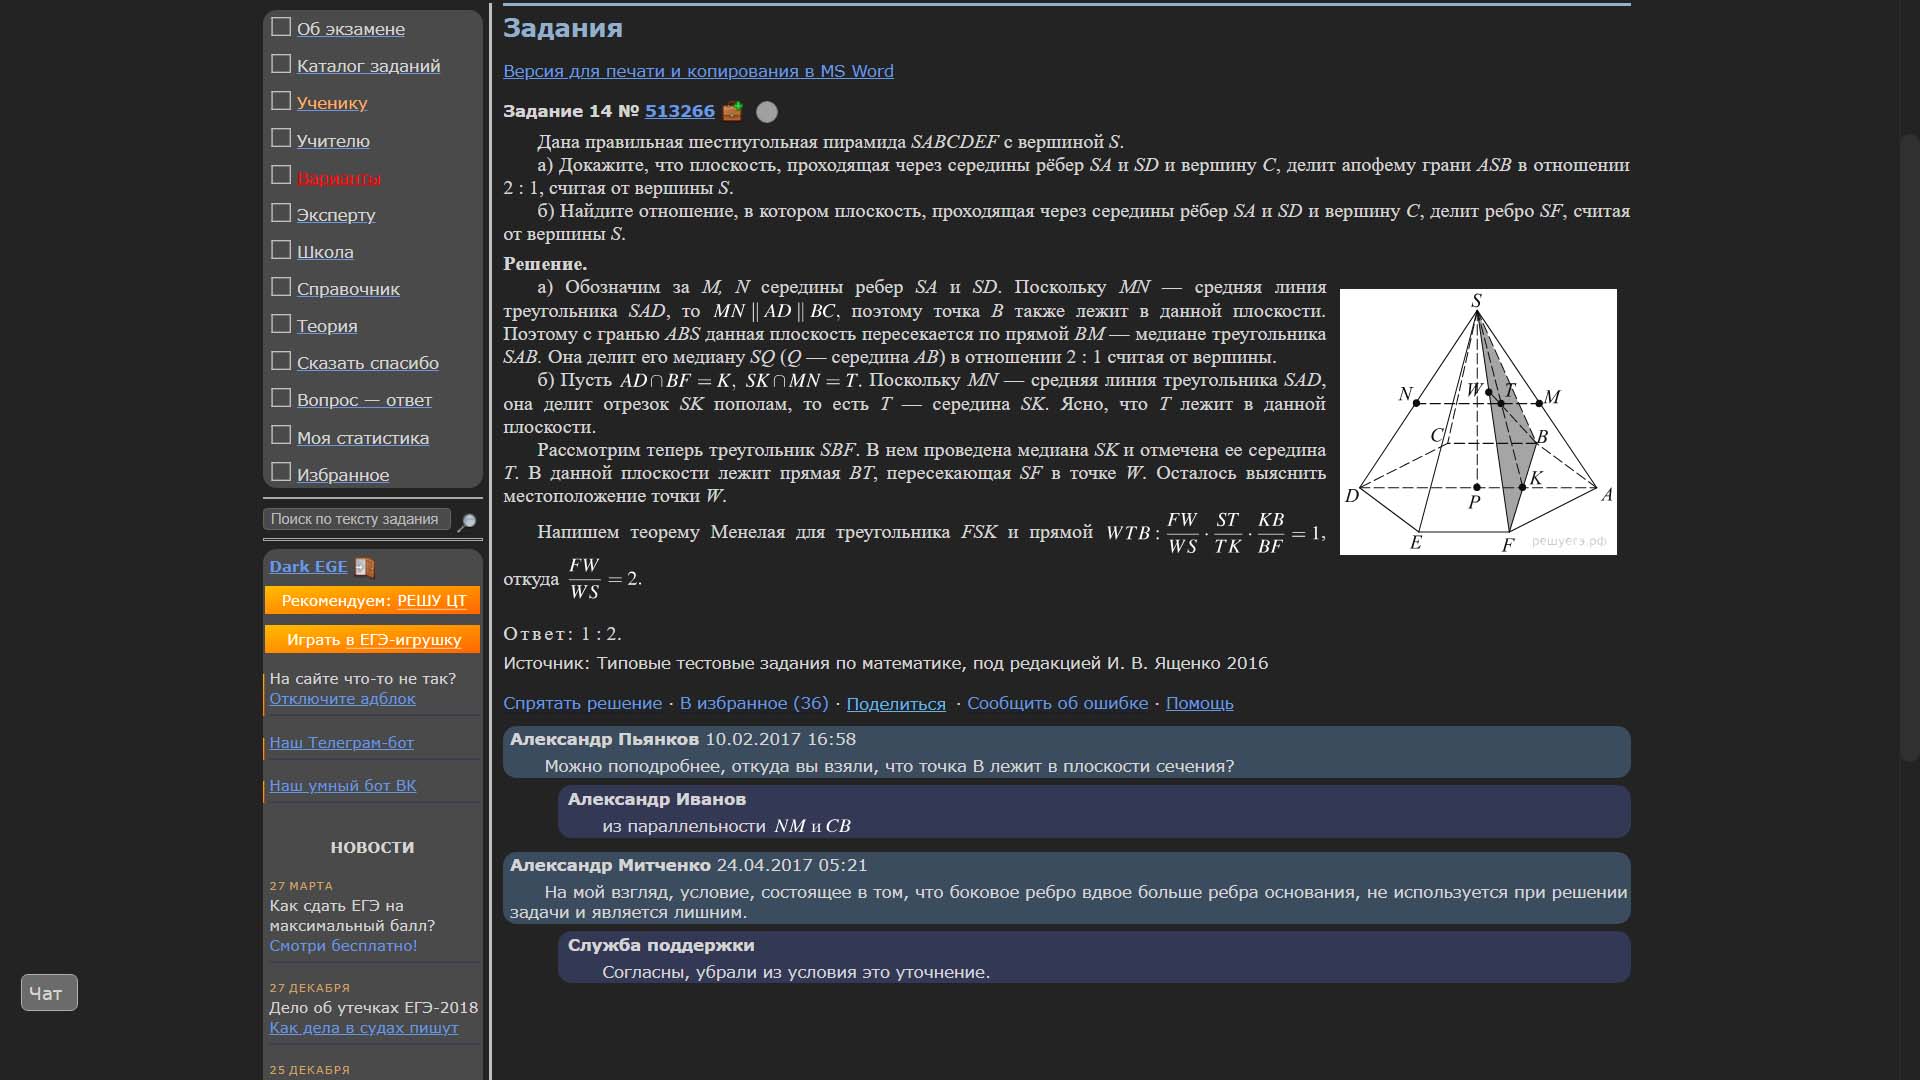 Об экзамене
Каталог заданий
Ученику
Учителю
Варианты
Эксперту
Школа
Справочник
Теория
Сказать спасибо
Вопрос — ответ
Моя статистика
Избранное
Поиск по тексту задания
Dark EGE
Рекомендуем: РЕШУ ЦТ
Играть в ЕГЭ-игрушку
На сайте что-то не так?
Отключите адблок
Наш Телеграм-бот
Наш умный бот ВК
НОВОСТИ
27 МАРТА
Как сдать ЕГЭ на
максимальный балл?
Смотри бесплатно!
27 ДЕКАБРЯ
Дело об утечках ЕГЭ-2018
Как дела в судах пишут
25 ДЕКАБРЯ
Чат
Задания
Версия для печати и копирования в MS Word
Задание 14 № 513266
Дана правильная шестиугольная пирамида SABCDEF с вершиной S.
а) Докажите, что плоскость, проходящая через середины рёбер SA и SD и вершину C, делит апофему грани ASB в отношении
2 : 1, считая от вершины S.
б) Найдите отношение, в котором плоскость, проходящая через середины рёбер SA и SD и вершину C, делит ребро SF, считая
от вершины S.
Решение.
а) Обозначим за M, N середины ребер SA и SD. Поскольку MN — средняя линия
треугольника SAD, то MN || AD || BC, поэтому точка B также лежит в данной плоскости.
Поэтому с гранью ABS данная плоскость пересекается по прямой BM — медиане треугольника
SAB. Она делит его медиану SQ (Q — середина AB) в отношении 2 : 1 считая от вершины.
б) Пусть AD ∩ BF = K, SK ∩ MN = T. Поскольку MN — средняя линия треугольника SAD,
она делит отрезок SK пополам, то есть T — середина SK. Ясно, что T лежит в данной
плоскости.
Рассмотрим теперь треугольник SBF. В нем проведена медиана SK и отмечена ее середина
T. В данной плоскости лежит прямая BT, пересекающая SF в точке W. Осталось выяснить
местоположение точки W.
Напишем теорему Менелая для треугольника FSK и прямой WTB : FW/WS · ST/TK · KB/BF = 1,
откуда FW/WS = 2.
S
N
W
T
M
C
B
D
P
K
A
E
F
решуегэ.рф
Ответ: 1 : 2.
Источник: Типовые тестовые задания по математике, под редакцией И. В. Ященко 2016
Спрятать решение · В избранное (36) · Поделиться · Сообщить об ошибке · Помощь
Александр Пьянков 10.02.2017 16:58
Можно поподробнее, откуда вы взяли, что точка B лежит в плоскости сечения?
Александр Иванов
из параллельности NM и CB
Александр Митченко 24.04.2017 05:21
На мой взгляд, условие, состоящее в том, что боковое ребро вдвое больше ребра основания, не используется при решении
задачи и является лишним.
Служба поддержки
Согласны, убрали из условия это уточнение.